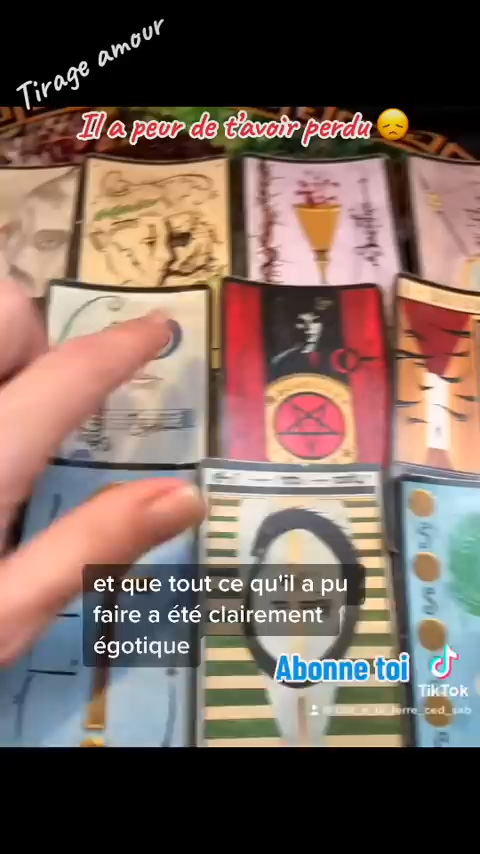 Tirage amour
Il a peur de t'avoir perdu 😞
et que tout ce qu'il a pu
faire a été clairement
égotique
Abonne toi
TikTok